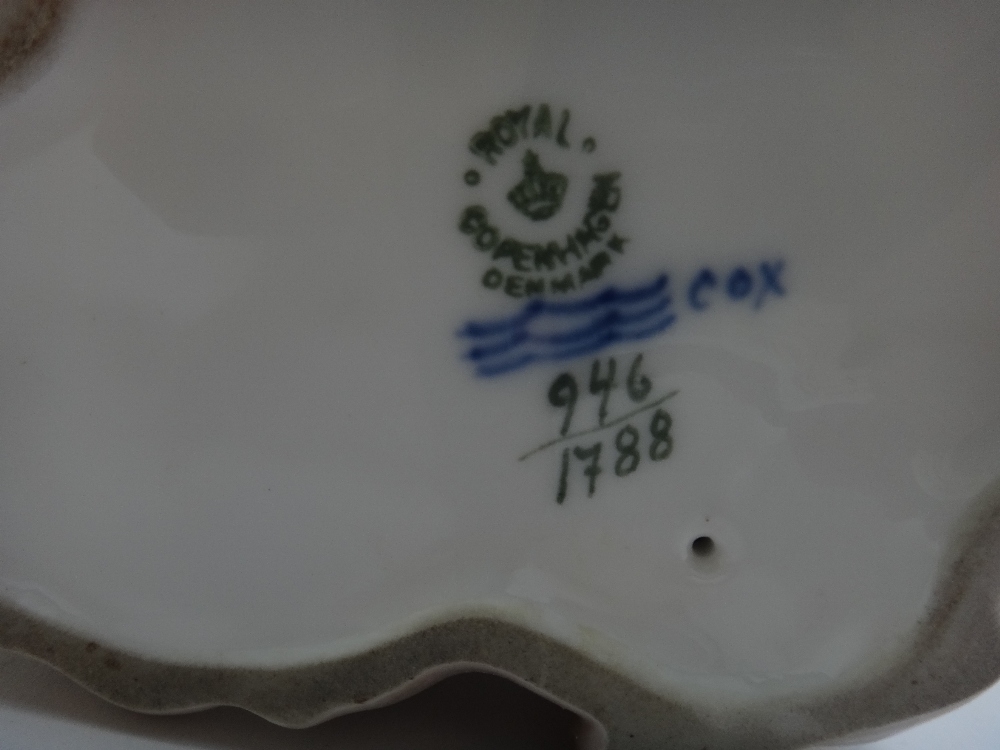 ROYAL
COPENHAGEN
DENMARK
COX
946
1788